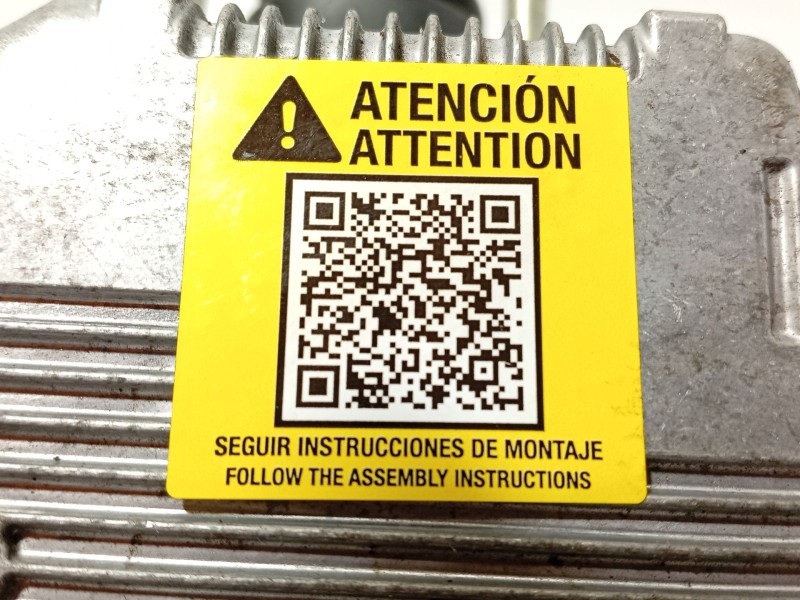 ATENCIÓN
ATTENTION
SEGUIR INSTRUCCIONES DE MONTAJE
FOLLOW THE ASSEMBLY INSTRUCTIONS